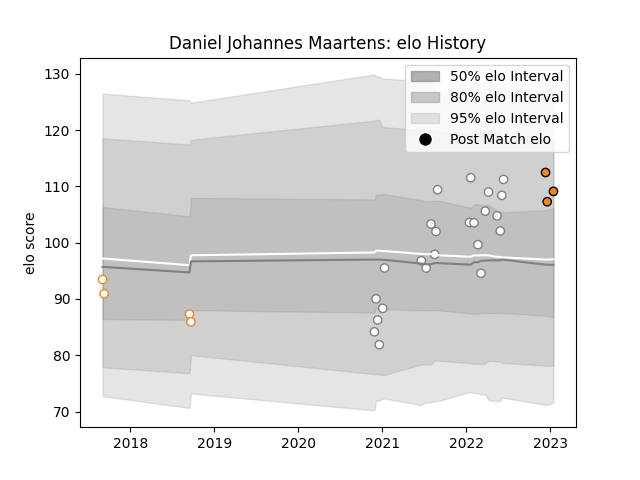 Daniel Johannes Maartens: elo History
50% elo Interval
80% elo Interval
95% elo Interval
Post Match elo
elo score
130
120
110
100
90
80
70
2018
2019
2020
2021
2022
2023